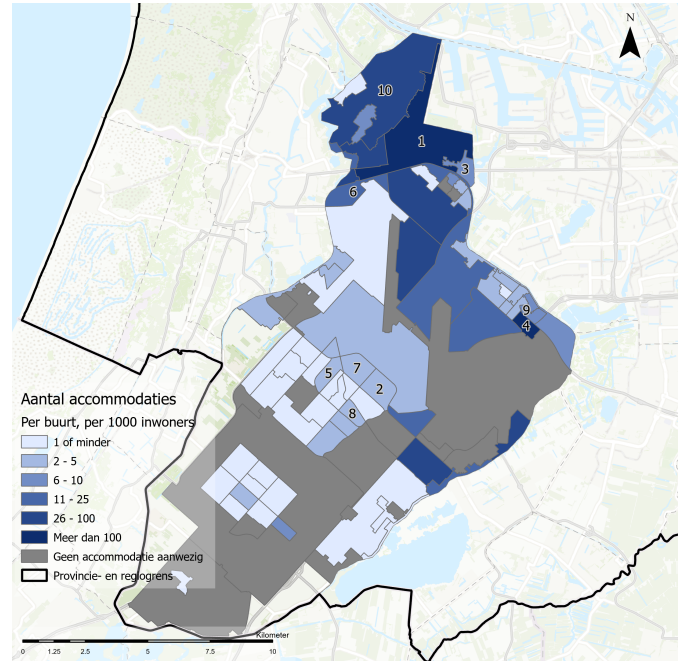 N
10
1
3
6
9
4
5
7
2
8
Aantal accommodaties
Per buurt, per 1000 inwoners
1 of minder
2 - 5
6 - 10
11 - 25
26 - 100
Meer dan 100
Geen accommodatie aanwezig
Provincie- en regiogrens
Kilometer
0 1.25 2.5 5 7.5 10